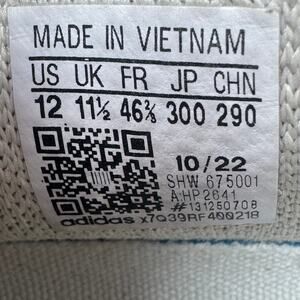 MADE IN VIETNAM
US UK FR JP CHN
12 11½ 46⅔ 300 290
10/22
SHW 675001
A:HP2641
#131250708
adidas x7Q39RF400218